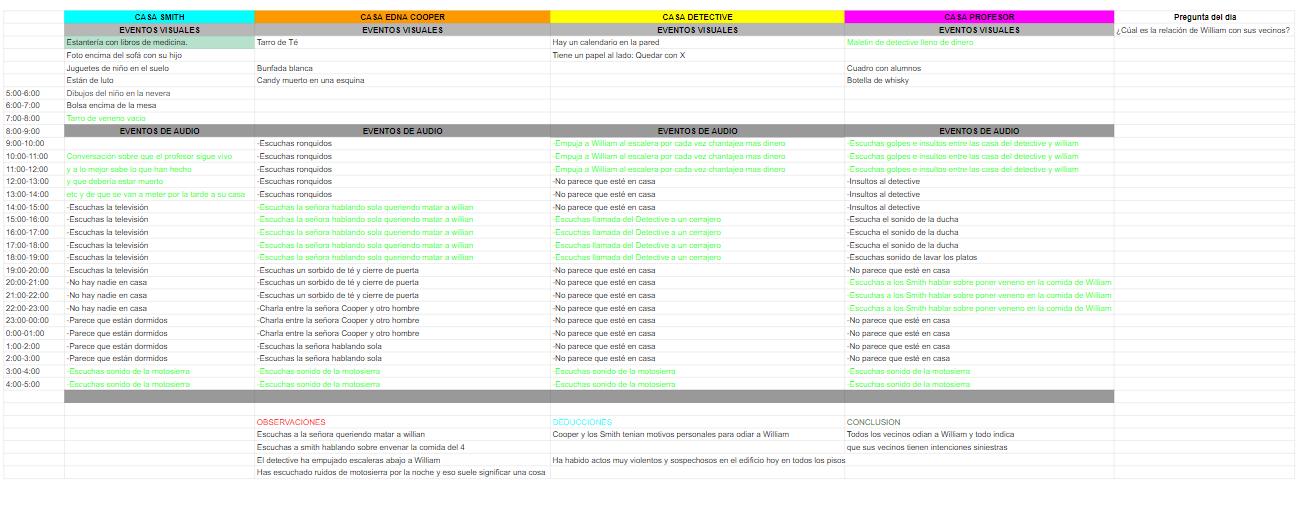 CASA SMITH CASA EDNA COOPER CASA DETECTIVE CASA PROFESOR Pregunta del dia
EVENTOS VISUALES EVENTOS VISUALES EVENTOS VISUALES EVENTOS VISUALES ¿Cúal es la relación de William con sus vecinos?
Estantería con libros de medicina. Tarro de Té Hay un calendario en la pared Maletín de detective lleno de dinero
Foto encima del sofá con su hijo Tiene un papel al lado: Quedar con X
Juguetes de niño en el suelo Bunfada blanca Cuadro con alumnos
Están de luto Candy muerto en una esquina Botella de whisky
5:00-6:00 Dibujos del niño en la nevera
6:00-7:00 Bolsa encima de la mesa
7:00-8:00 Tarro de veneno vacio
8:00-9:00 EVENTOS DE AUDIO EVENTOS DE AUDIO EVENTOS DE AUDIO EVENTOS DE AUDIO
9:00-10:00 -Escuchas ronquidos -Empuja a William al escalera por cada vez chantajea mas dinero -Escuchas golpes e insultos entre las casa del detective y william
10:00-11:00 Conversación sobre que el profesor sigue vivo -Escuchas ronquidos -Empuja a William al escalera por cada vez chantajea mas dinero -Escuchas golpes e insultos entre las casa del detective y william
11:00-12:00 y a lo mejor sabe lo que han hecho -Escuchas ronquidos -Empuja a William al escalera por cada vez chantajea mas dinero -Escuchas golpes e insultos entre las casa del detective y william
12:00-13:00 y que debería estar muerto -Escuchas ronquidos -No parece que esté en casa -Insultos al detective
13:00-14:00 etc y de que se van a meter por la tarde a su casa -Escuchas ronquidos -No parece que esté en casa -Insultos al detective
14:00-15:00 -Escuchas la televisión -Escuchas la señora hablando sola queriendo matar a willian -No parece que esté en casa -Insultos al detective
15:00-16:00 -Escuchas la televisión -Escuchas la señora hablando sola queriendo matar a willian -Escuchas llamada del Detective a un cerrajero -Escucha el sonido de la ducha
16:00-17:00 -Escuchas la televisión -Escuchas la señora hablando sola queriendo matar a willian -Escuchas llamada del Detective a un cerrajero -Escucha el sonido de la ducha
17:00-18:00 -Escuchas la televisión -Escuchas la señora hablando sola queriendo matar a willian -Escuchas llamada del Detective a un cerrajero -Escucha el sonido de la ducha
18:00-19:00 -Escuchas la televisión -Escuchas la señora hablando sola queriendo matar a willian -Escuchas llamada del Detective a un cerrajero -Escuchas sonido de lavar los platos
19:00-20:00 -Escuchas la televisión -Escuchas un sorbido de té y cierre de puerta -No parece que esté en casa -No parece que esté en casa
20:00-21:00 -No hay nadie en casa -Escuchas un sorbido de té y cierre de puerta -No parece que esté en casa -Escuchas a los Smith hablar sobre poner veneno en la comida de William
21:00-22:00 -No hay nadie en casa -Escuchas un sorbido de té y cierre de puerta -No parece que esté en casa -Escuchas a los Smith hablar sobre poner veneno en la comida de William
22:00-23:00 -No hay nadie en casa -Charla entre la señora Cooper y otro hombre -No parece que esté en casa -Escuchas a los Smith hablar sobre poner veneno en la comida de William
23:00-00:00 -Parece que están dormidos -Charla entre la señora Cooper y otro hombre -No parece que esté en casa -No parece que esté en casa
0:00-01:00 -Parece que están dormidos -Charla entre la señora Cooper y otro hombre -No parece que esté en casa -No parece que esté en casa
1:00-2:00 -Parece que están dormidos -Escuchas la señora hablando sola -No parece que esté en casa -No parece que esté en casa
2:00-3:00 -Parece que están dormidos -Escuchas la señora hablando sola -No parece que esté en casa -No parece que esté en casa
3:00-4:00 -Escuchas sonido de la motosierra -Escuchas sonido de la motosierra -Escuchas sonido de la motosierra -Escuchas sonido de la motosierra
4:00-5:00 -Escuchas sonido de la motosierra -Escuchas sonido de la motosierra -Escuchas sonido de la motosierra -Escuchas sonido de la motosierra
OBSERVACIONES DEDUCCIONES CONCLUSION
Escuchas a la señora queriendo matar a willian Cooper y los Smith tenian motivos personales para odiar a William Todos los vecinos odian a William y todo indica
Escuchas a smith hablando sobre envenar la comida del 4 que sus vecinos tienen intenciones siniestras
El detective ha empujado escaleras abajo a William Ha habido actos muy violentos y sospechosos en el edificio hoy en todos los pisos
Has escuchado ruidos de motosierra por la noche y eso suele significar una cosa